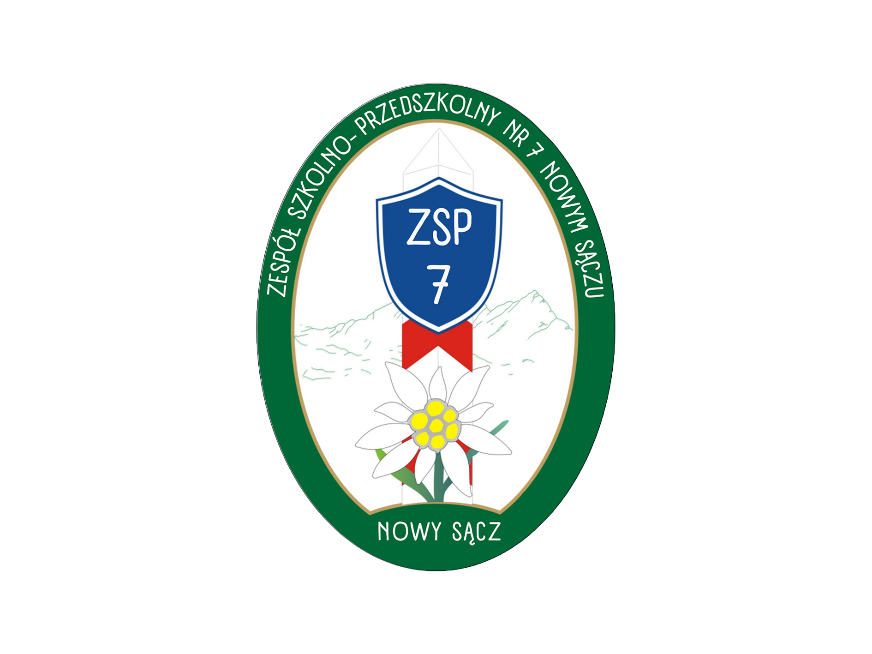 ZESPÓŁ SZKOLNO-PRZEDSZKOLNY NR 7 NOWYM SĄCZU
ZSP
7
NOWY SĄCZ